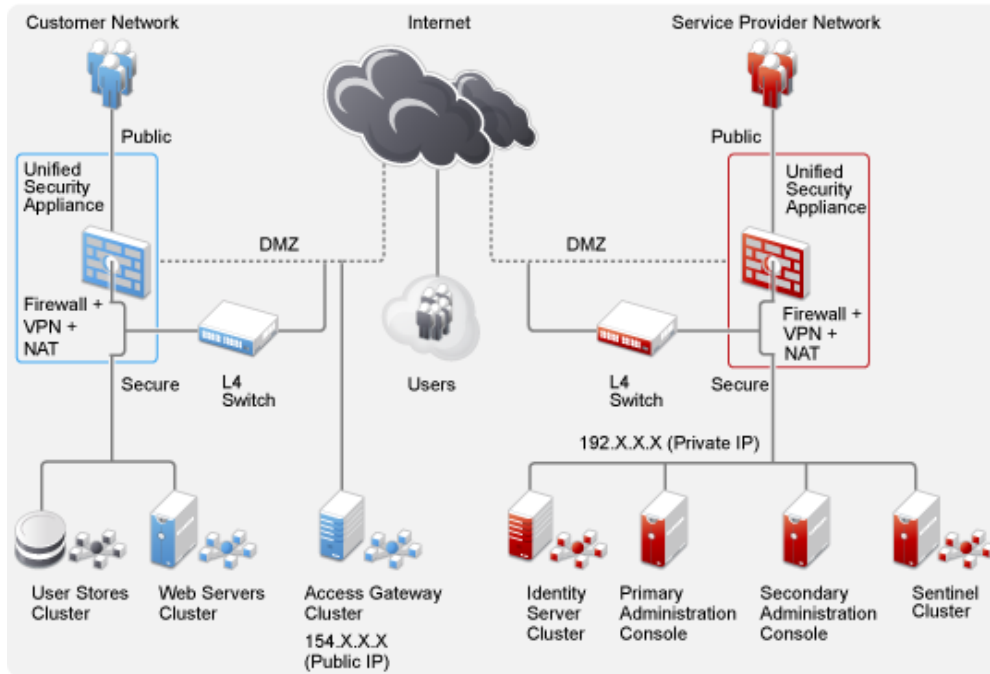 Customer Network
Internet
Service Provider Network
Public
Public
Unified
Security
Appliance
Unified
Security
Appliance
DMZ
DMZ
Firewall +
VPN +
NAT
Firewall +
VPN +
NAT
Secure
L4
Switch
Users
L4
Switch
Secure
192.X.X.X (Private IP)
User Stores
Cluster
Web Servers
Cluster
Access Gateway
Cluster
154.X.X.X
(Public IP)
Identity
Server
Cluster
Primary
Administration
Console
Secondary
Administration
Console
Sentinel
Cluster